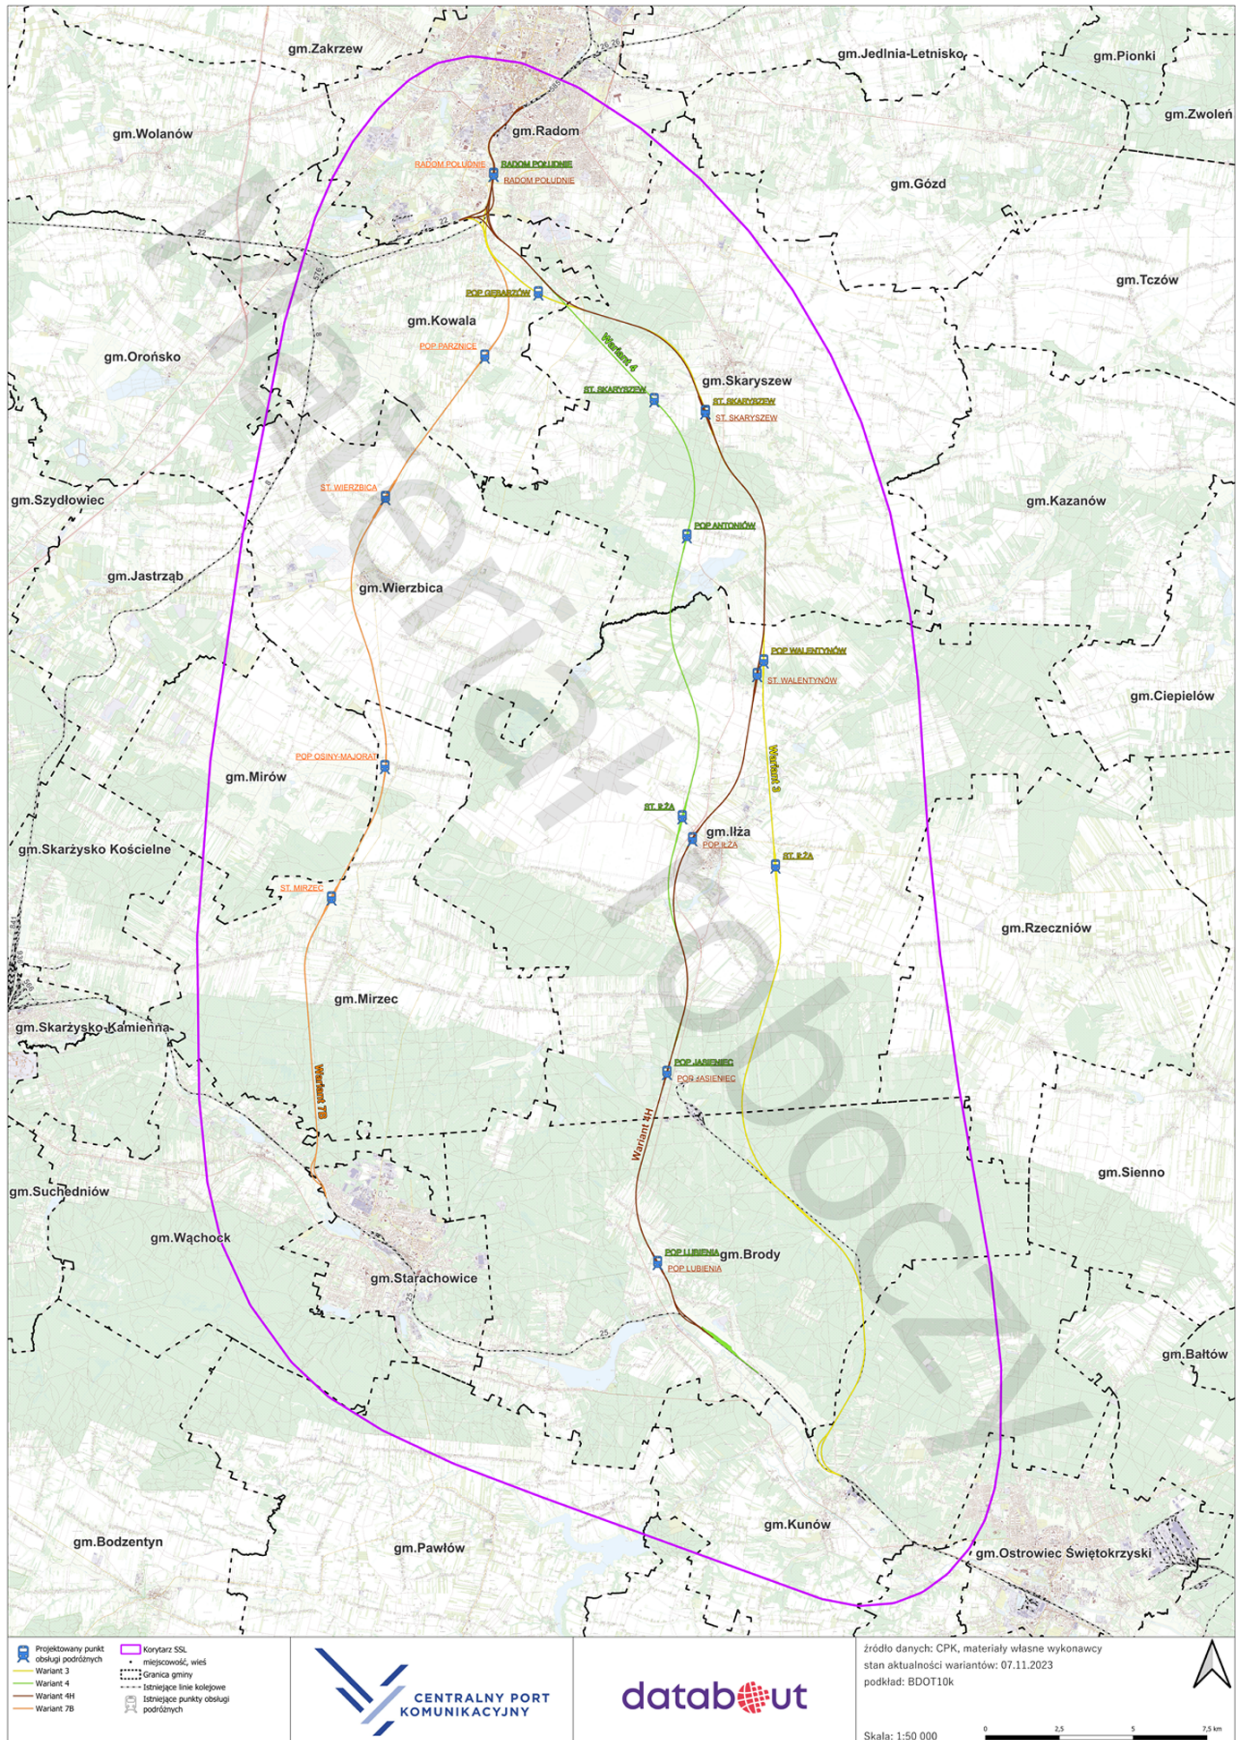 gm.Zakrzew
gm.Jedlnia-Letnisko
gm.Pionki
gm.Zwoleń
gm.Wolanów
gm.Radom
RADOM POŁUDNIE
RADOM POŁUDNIE
RADOM POŁUDNIE
gm.Gózd
22
22
gm.Tczów
POP GĘBARZÓW
gm.Kowala
POP PARZNICE
gm.Orońsko
Wariant 4
gm.Skaryszew
ST. SKARYSZEW
ST. SKARYSZEW
ST. SKARYSZEW
ST. WIERZBICA
gm.Szydłowiec
gm.Kazanów
POP ANTONIÓW
gm.Jastrząb
gm.Wierzbica
POP WALENTYNÓW
ST. WALENTYNÓW
gm.Ciepielów
POP OSINY-MAJORAT
gm.Mirów
Wariant 3
ST. IŁŻA
gm.Iłża
POP IŁŻA
ST. IŁŻA
gm.Skarżysko Kościelne
ST. MIRZEC
gm.Rzeczniów
gm.Mirzec
gm.Skarżysko-Kamienna
POP JASIENIEC
POP JASIENIEC
Wariant 7B
Wariant 4H
gm.Sienno
gm.Suchedniów
gm.Wąchock
POP LUBIENIA
gm.Brody
POP LUBIENIA
gm.Starachowice
25
25
gm.Bałtów
gm.Kunów
gm.Bodzentyn
gm.Pawłów
gm.Ostrowiec Świętokrzyski
Materiał roboczy
Projektowany punkt
obsługi podróżnych
Wariant 3
Wariant 4
Wariant 4H
Wariant 7B
Korytarz SSL
miejscowość, wieś
Granica gminy
Istniejące linie kolejowe
Istniejące punkty obsługi
podróżnych
CENTRALNY PORT
KOMUNIKACYJNY
databout
źródło danych: CPK, materiały własne wykonawcy
stan aktualności wariantów: 07.11.2023
podkład: BDOT10k
Skala: 1:50 000
0 2,5 5 7,5 km